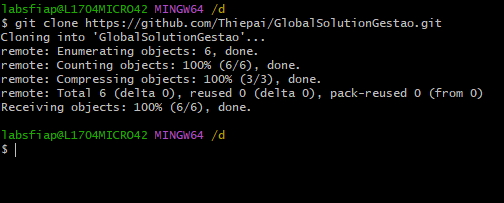 labsfiap@L1704MICRO42 MINGW64 /d
$ git clone https://github.com/Thiepai/GlobalSolutionGestao.git
Cloning into 'GlobalSolutionGestao'...
remote: Enumerating objects: 6, done.
remote: Counting objects: 100% (6/6), done.
remote: Compressing objects: 100% (3/3), done.
remote: Total 6 (delta 0), reused 0 (delta 0), pack-reused 0 (from 0)
Receiving objects: 100% (6/6), done.
labsfiap@L1704MICRO42 MINGW64 /d
$